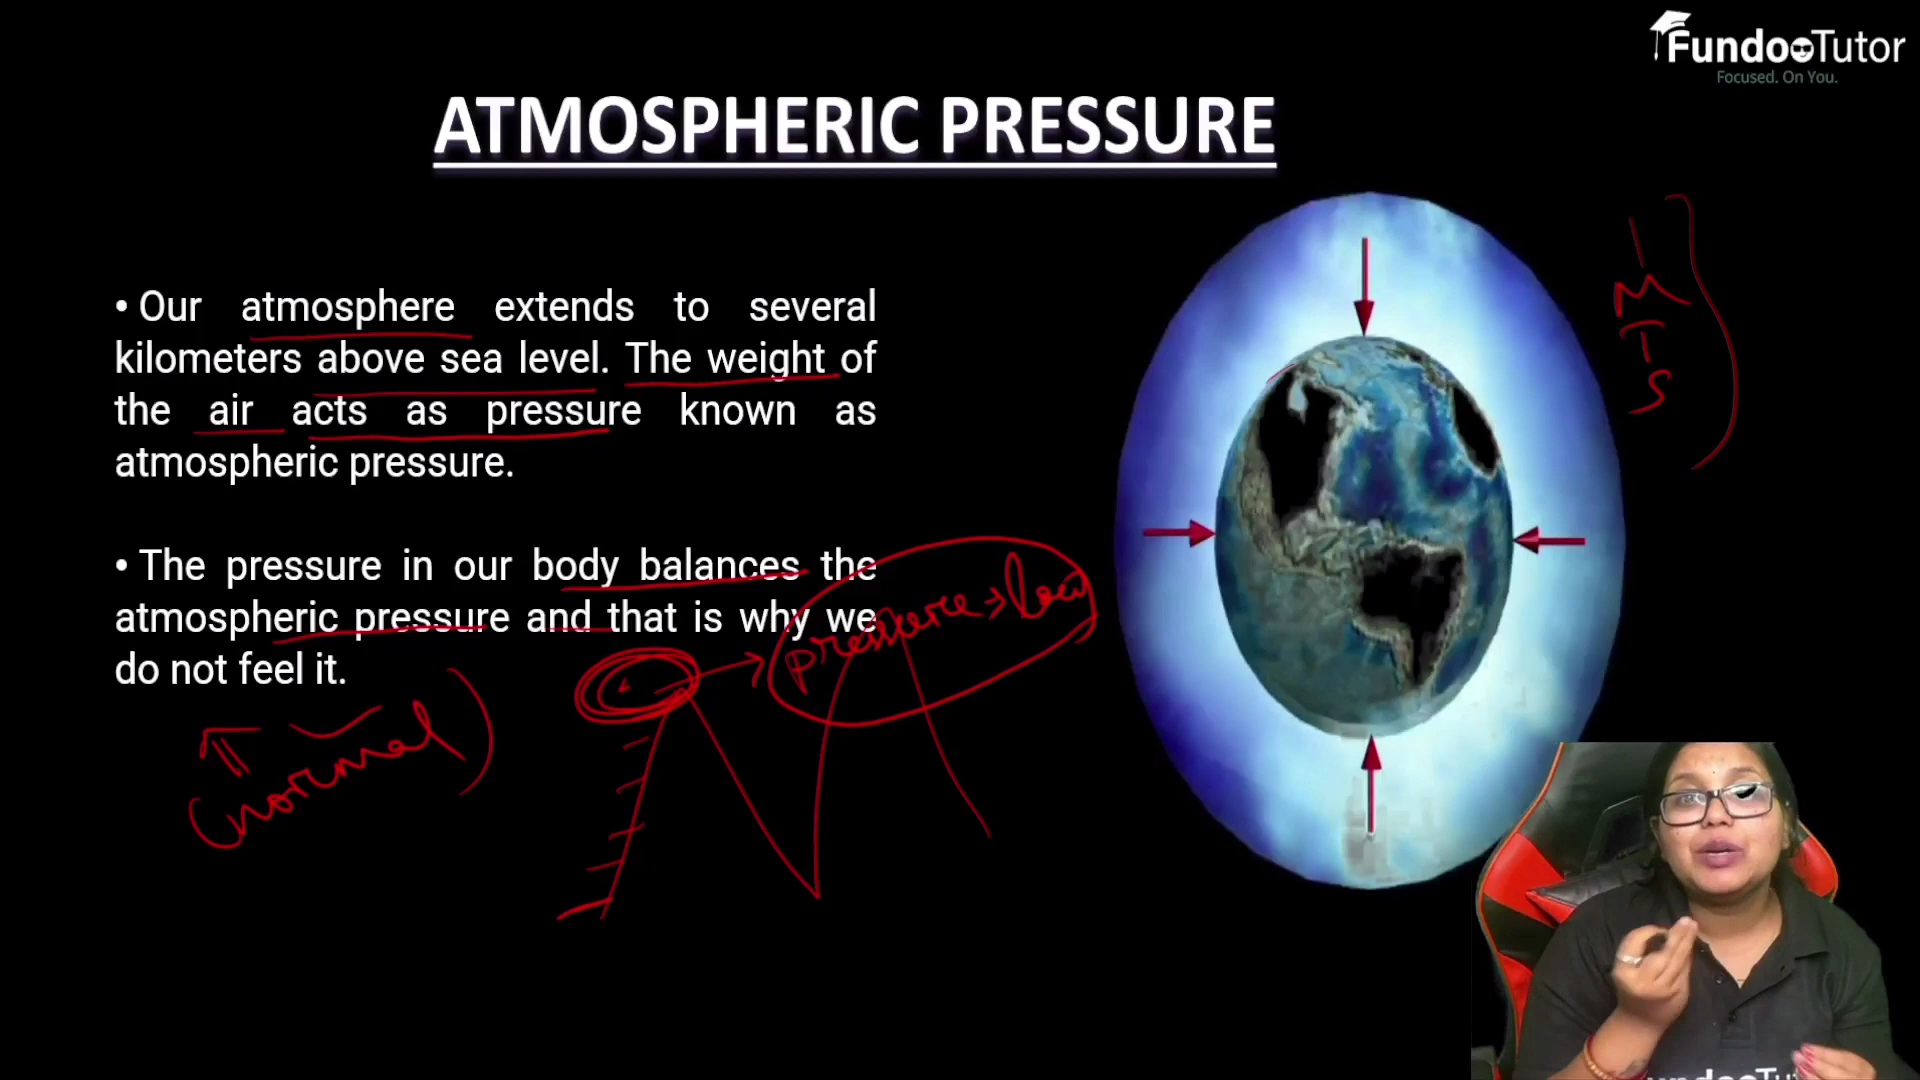 FundooTutor
Focused. On You.
ATMOSPHERIC PRESSURE
• Our atmosphere extends to several
kilometers above sea level. The weight of
the air acts as pressure known as
atmospheric pressure.
• The pressure in our body balances the
atmospheric pressure and that is why we
do not feel it.
pressure → low
(normal)
M
T
S